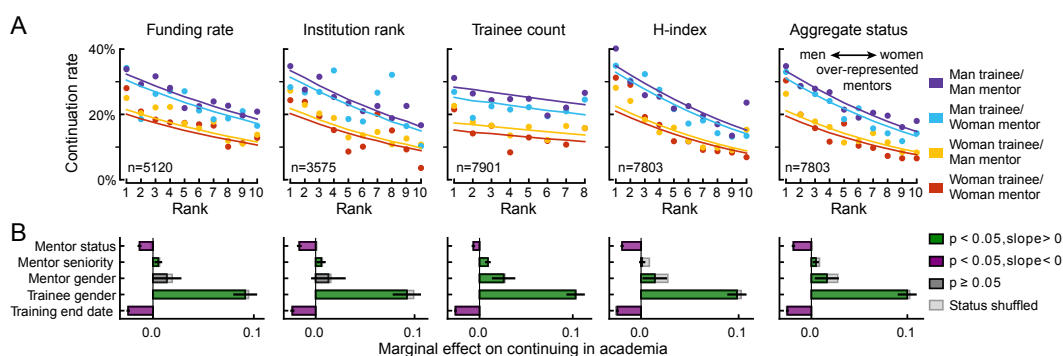 A
Funding rate
Institution rank
Trainee count
H-index
Aggregate status
Continuation rate
40%
20%
0%
men women
over-represented
mentors
n=5120
n=3575
n=7901
n=7803
n=7803
1 2 3 4 5 6 7 8 9 10
1 2 3 4 5 6 7 8 9 10
1 2 3 4 5 6 7 8
1 2 3 4 5 6 7 8 9 10
1 2 3 4 5 6 7 8 9 10
Rank
Rank
Rank
Rank
Rank
Man trainee/
Man mentor
Man trainee/
Woman mentor
Woman trainee/
Man mentor
Woman trainee/
Woman mentor
B
Mentor status
Mentor seniority
Mentor gender
Trainee gender
Training end date
0.0 0.1
0.0 0.1
0.0 0.1
0.0 0.1
0.0 0.1
Marginal effect on continuing in academia
p < 0.05, slope> 0
p < 0.05, slope< 0
p ≥ 0.05
Status shuffled